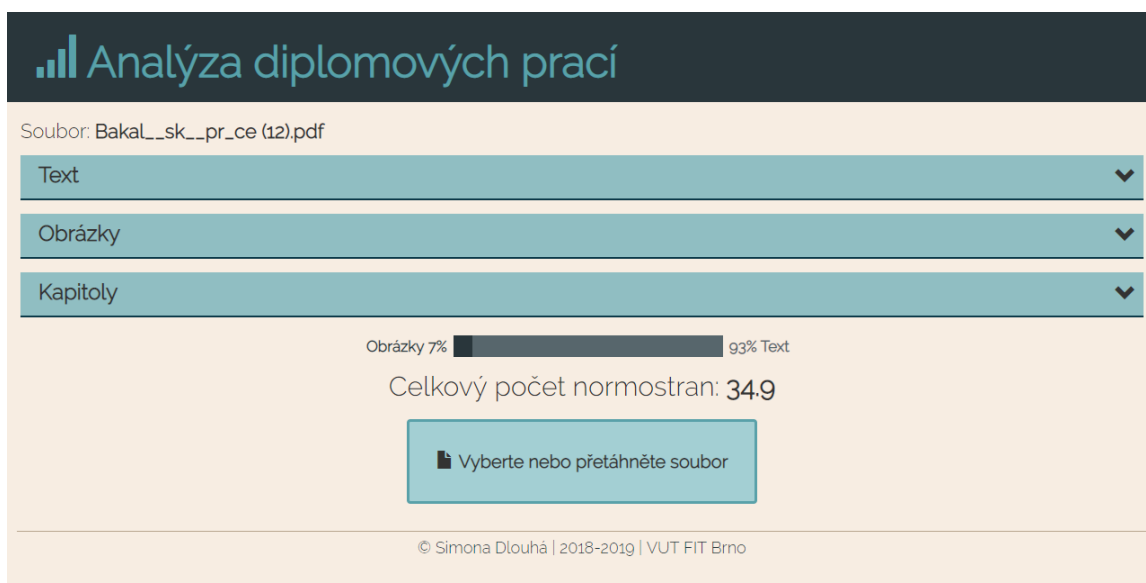 Analýza diplomových prací
Soubor: Bakal__sk__pr_ce (12).pdf
Text
Obrázky
Kapitoly
Obrázky 7% 93% Text
Celkový počet normostran: 34.9
Vyberte nebo přetáhněte soubor
© Simona Dlouhá | 2018-2019 | VUT FIT Brno